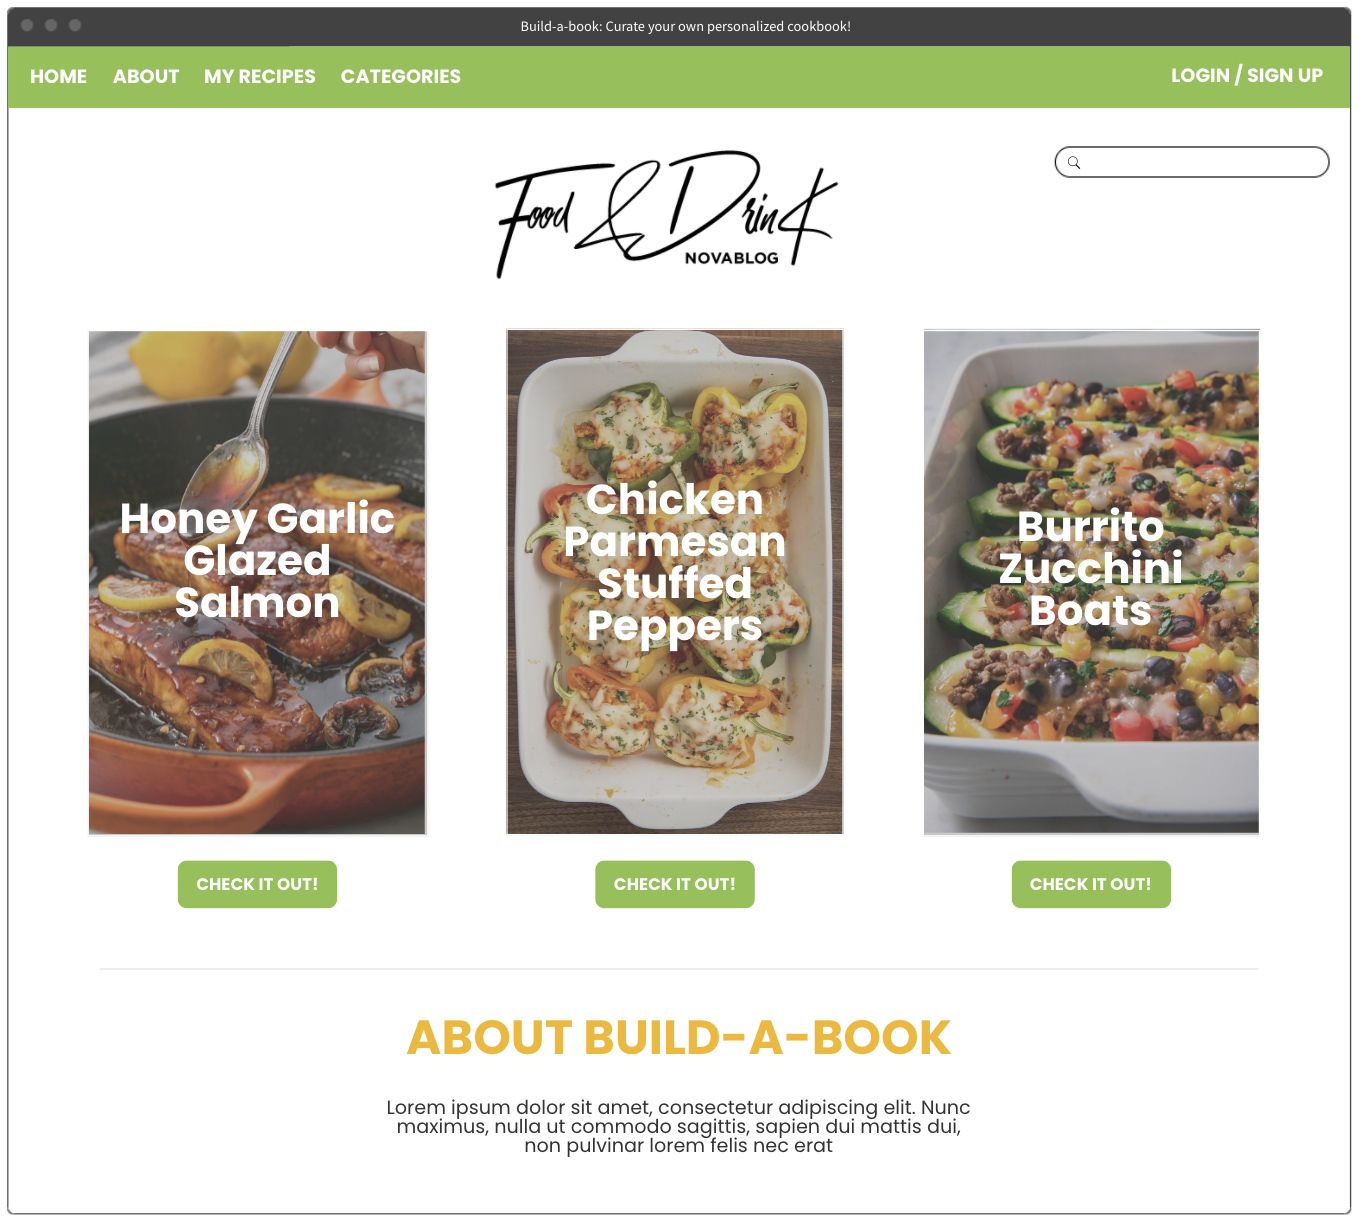 Build-a-book: Curate your own personalized cookbook!
HOME ABOUT MY RECIPES CATEGORIES LOGIN / SIGN UP
Food & Drink
NOVABLOG
Honey Garlic
Glazed
Salmon
Chicken
Parmesan
Stuffed
Peppers
Burrito
Zucchini
Boats
CHECK IT OUT! CHECK IT OUT! CHECK IT OUT!
ABOUT BUILD-A-BOOK
Lorem ipsum dolor sit amet, consectetur adipiscing elit. Nunc
maximus, nulla ut commodo sagittis, sapien dui mattis dui,
non pulvinar lorem felis nec erat